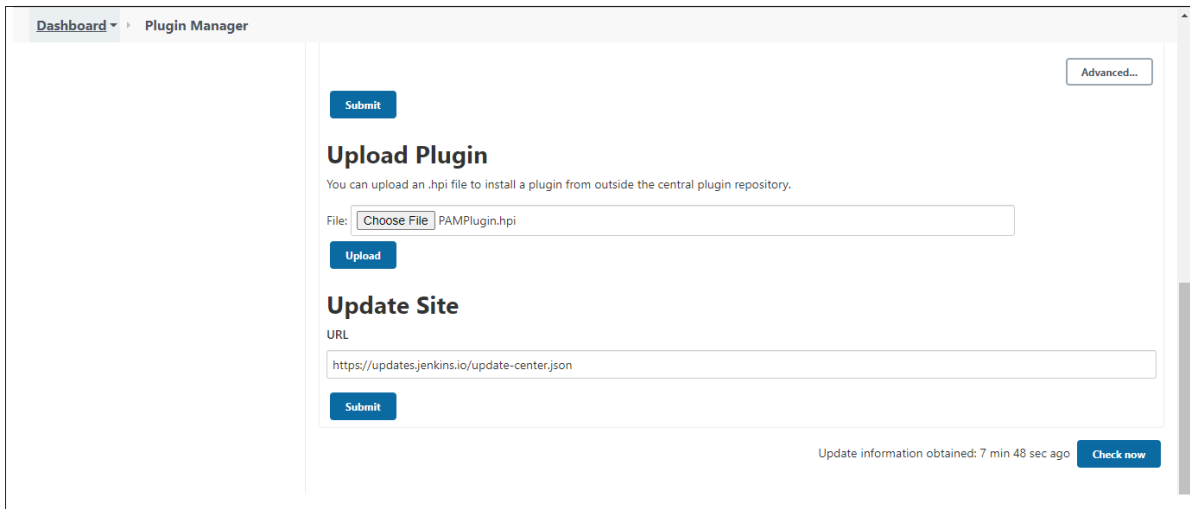 Dashboard Plugin Manager
Advanced...
Submit
Upload Plugin
You can upload an .hpi file to install a plugin from outside the central plugin repository.
File: Choose File PAMPlugin.hpi
Upload
Update Site
URL
https://updates.jenkins.io/update-center.json
Submit
Update information obtained: 7 min 48 sec ago Check now